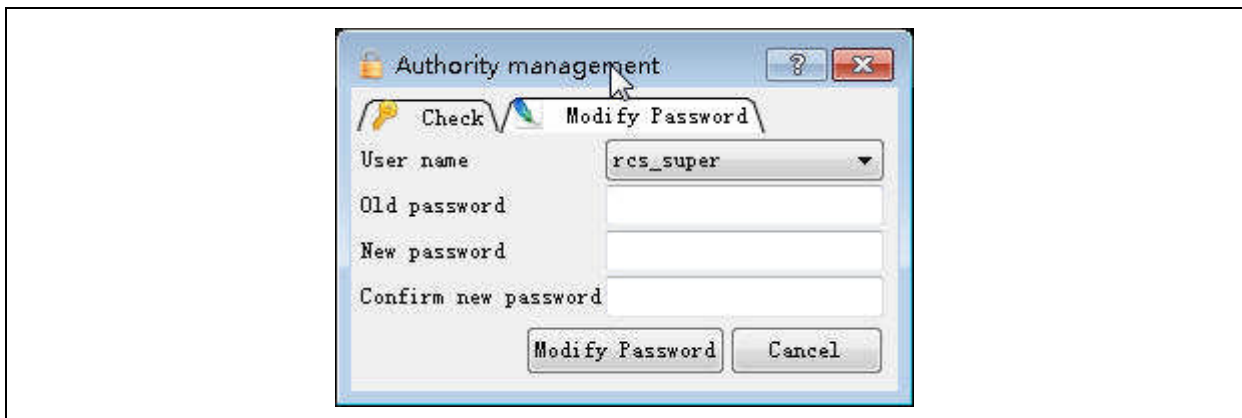 Authority management
Check Modify Password
User name rcs_super
Old password
New password
Confirm new password
Modify Password Cancel